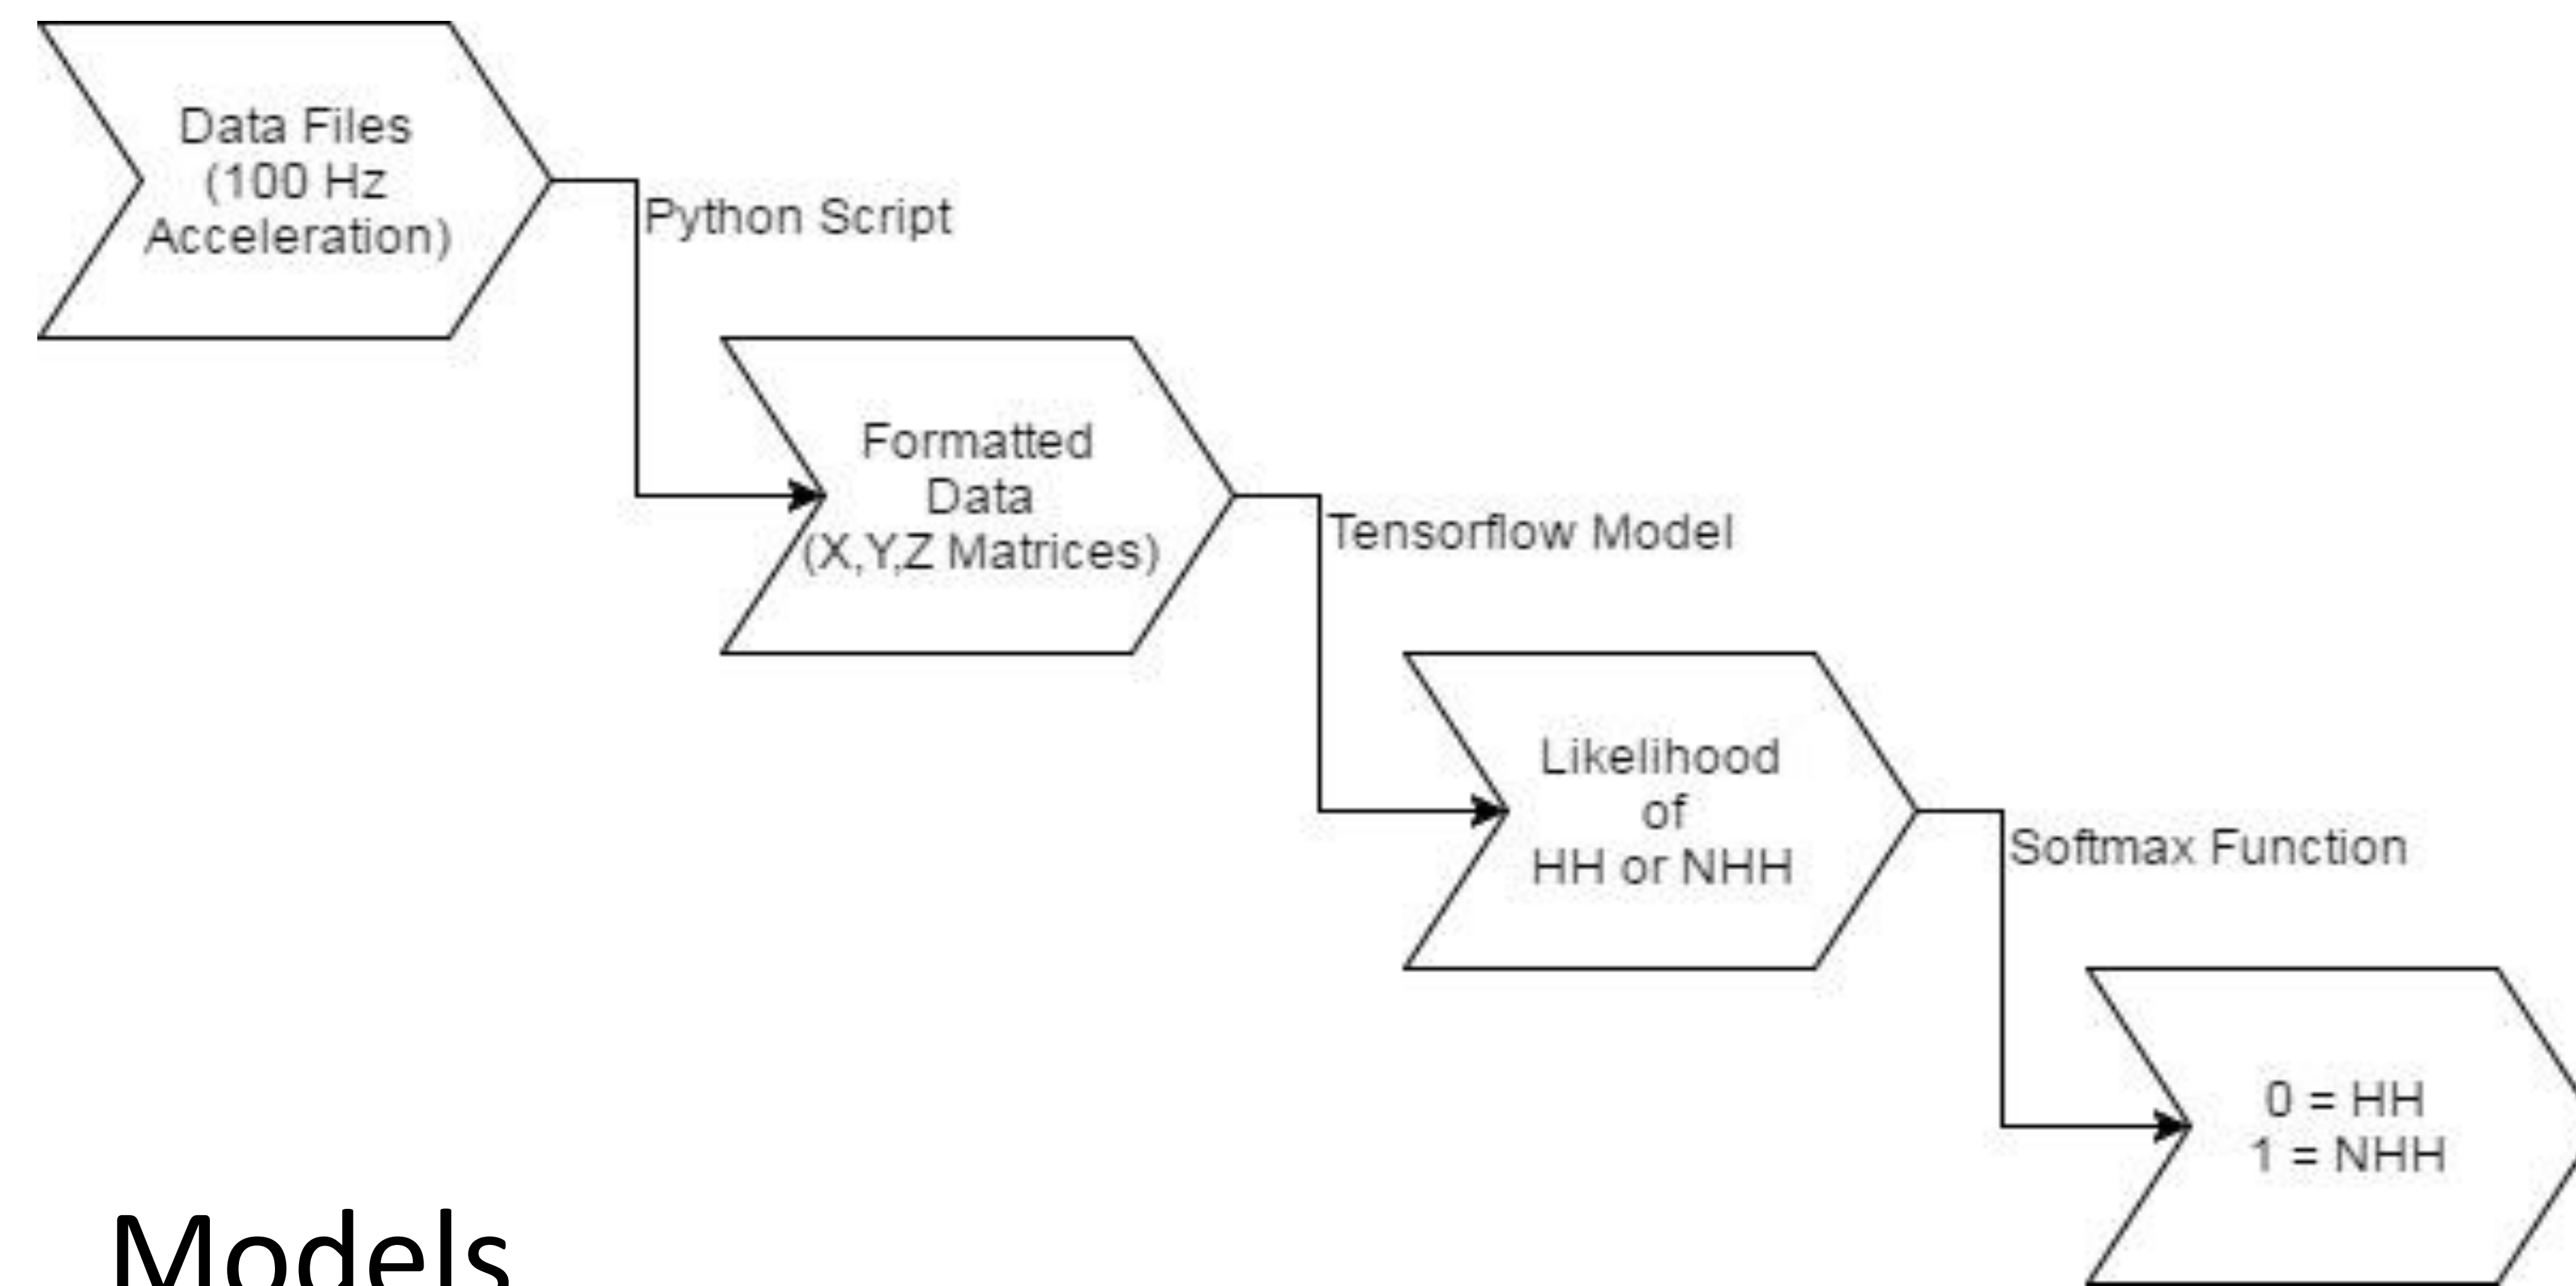 Data Files
(100 Hz
Acceleration)
Python Script
Formatted
Data
(X,Y,Z Matrices)
Tensorflow Model
Likelihood
of
HH or NHH
Softmax Function
0 = HH
1 = NHH
Models